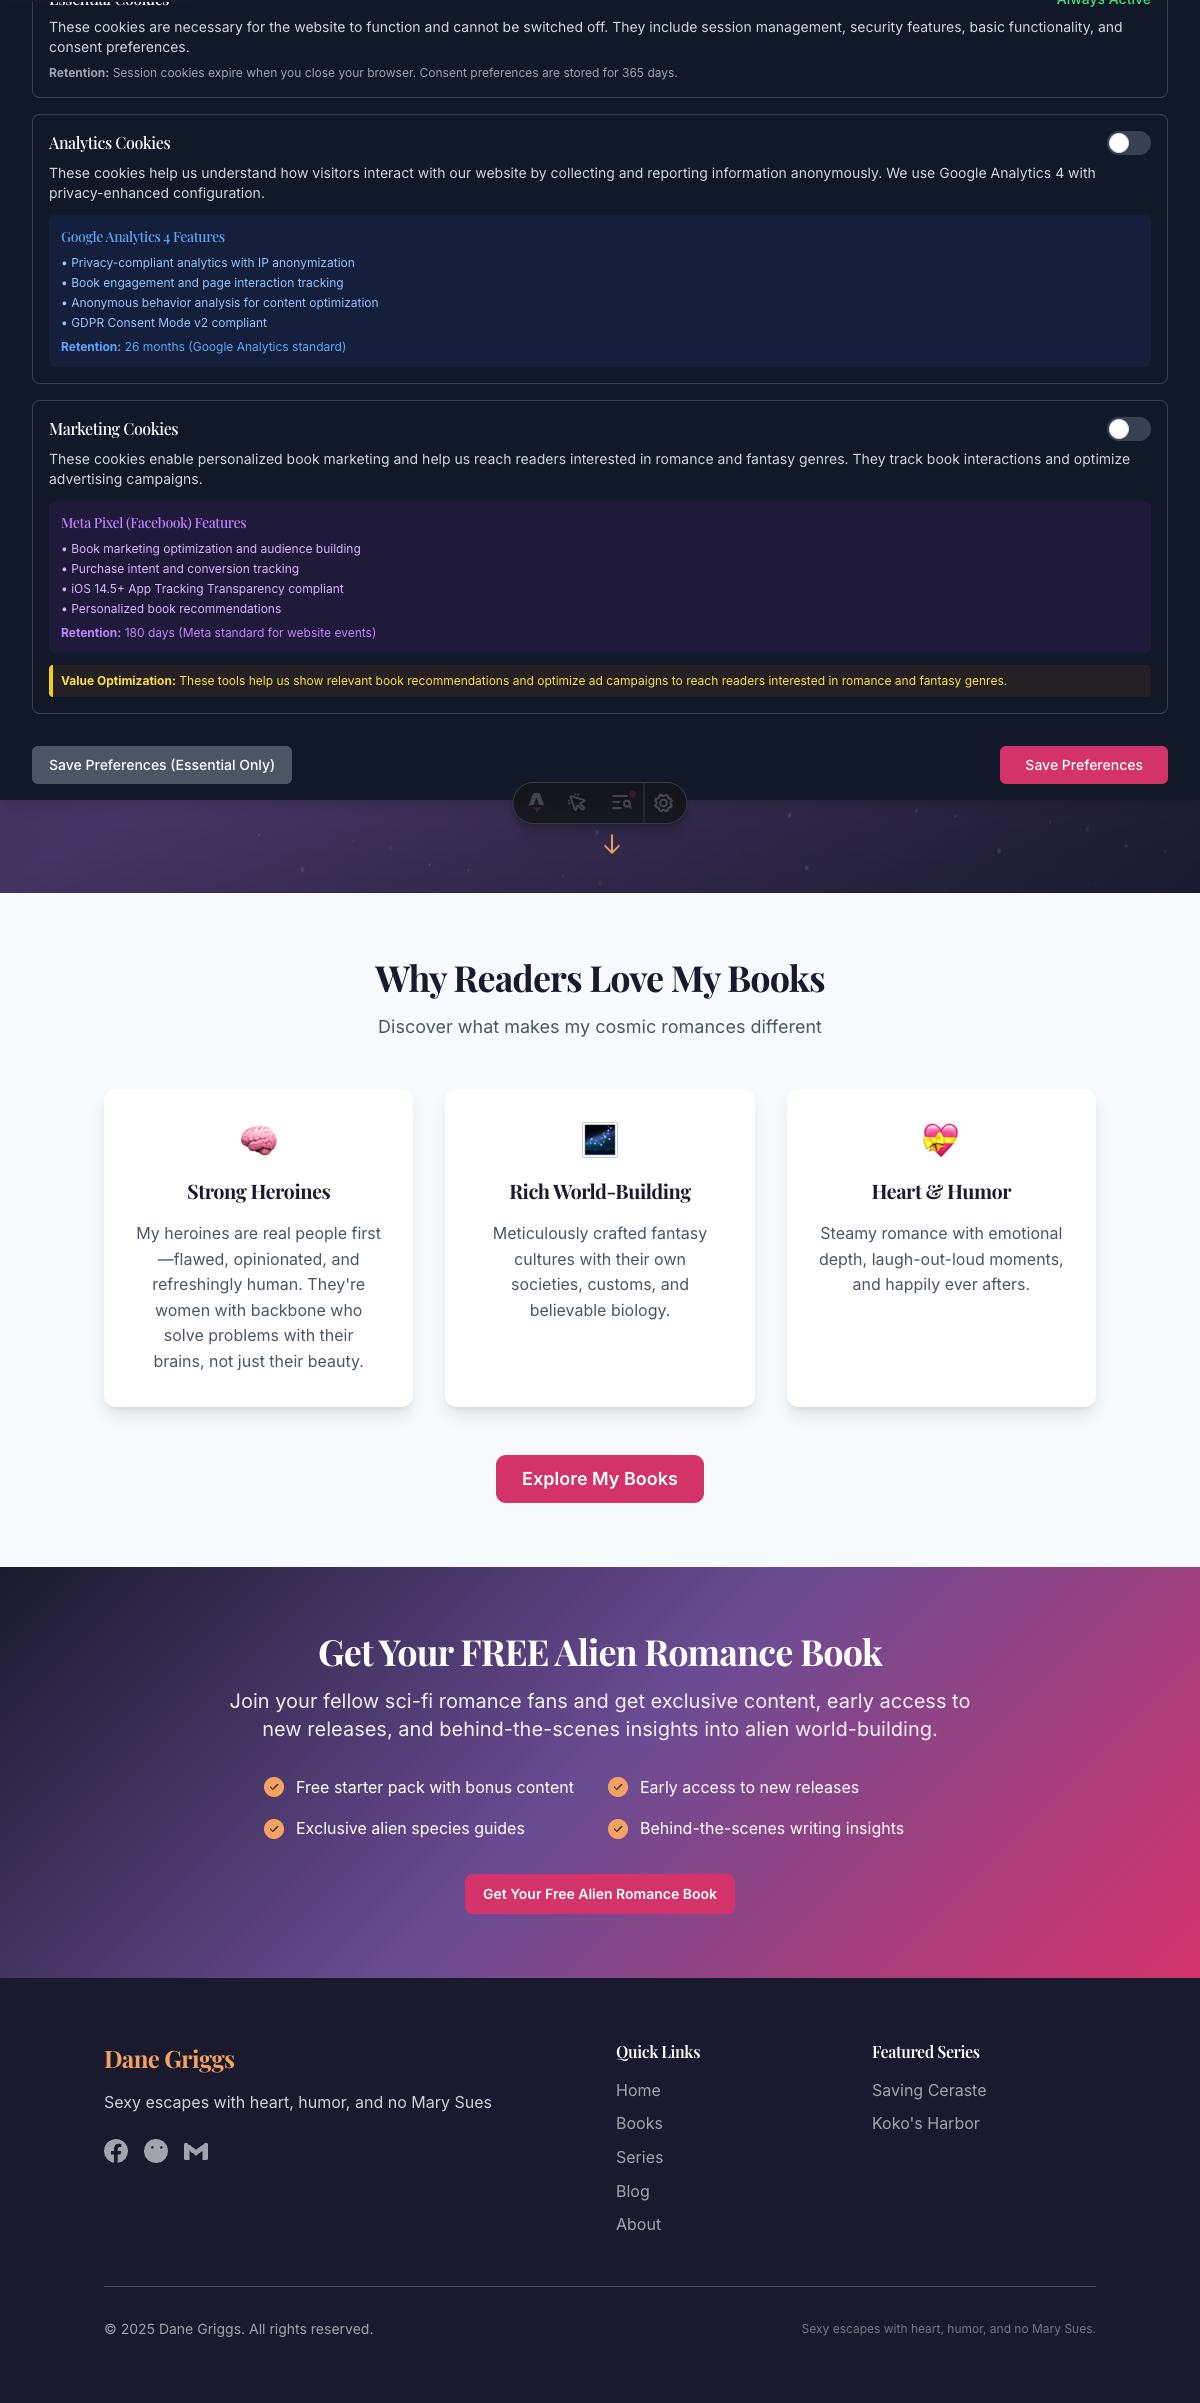 Essential Cookies
Always Active
These cookies are necessary for the website to function and cannot be switched off. They include session management, security features, basic functionality, and
consent preferences.
Retention: Session cookies expire when you close your browser. Consent preferences are stored for 365 days.
Analytics Cookies
These cookies help us understand how visitors interact with our website by collecting and reporting information anonymously. We use Google Analytics 4 with
privacy-enhanced configuration.
Google Analytics 4 Features
• Privacy-compliant analytics with IP anonymization
• Book engagement and page interaction tracking
• Anonymous behavior analysis for content optimization
• GDPR Consent Mode v2 compliant
Retention: 26 months (Google Analytics standard)
Marketing Cookies
These cookies enable personalized book marketing and help us reach readers interested in romance and fantasy genres. They track book interactions and optimize
advertising campaigns.
Meta Pixel (Facebook) Features
• Book marketing optimization and audience building
• Purchase intent and conversion tracking
• iOS 14.5+ App Tracking Transparency compliant
• Personalized book recommendations
Retention: 180 days (Meta standard for website events)
Value Optimization: These tools help us show relevant book recommendations and optimize ad campaigns to reach readers interested in romance and fantasy genres.
Save Preferences (Essential Only)
Save Preferences
Why Readers Love My Books
Discover what makes my cosmic romances different
Strong Heroines
My heroines are real people first
—flawed, opinionated, and
refreshingly human. They're
women with backbone who
solve problems with their
brains, not just their beauty.
Rich World-Building
Meticulously crafted fantasy
cultures with their own
societies, customs, and
believable biology.
Heart & Humor
Steamy romance with emotional
depth, laugh-out-loud moments,
and happily ever afters.
Explore My Books
Get Your FREE Alien Romance Book
Join your fellow sci-fi romance fans and get exclusive content, early access to
new releases, and behind-the-scenes insights into alien world-building.
Free starter pack with bonus content
Early access to new releases
Exclusive alien species guides
Behind-the-scenes writing insights
Get Your Free Alien Romance Book
Dane Griggs
Sexy escapes with heart, humor, and no Mary Sues
Quick Links
Home
Books
Series
Blog
About
Featured Series
Saving Ceraste
Koko's Harbor
© 2025 Dane Griggs. All rights reserved.
Sexy escapes with heart, humor, and no Mary Sues.